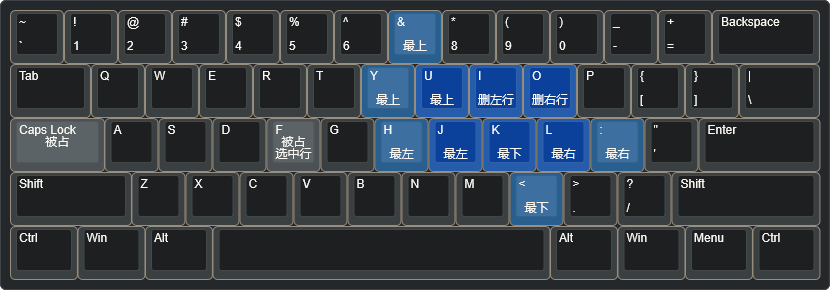 ~ ! @ # $ % ^ & * ( ) _ + Backspace
` 1 2 3 4 5 6 最上 8 9 0 - =
Tab Q W E R T Y U I O P { } |
最上 最上 删左行 删右行 [ ] \
Caps Lock A S D F G H J K L : " Enter
被占 被占 选中行 最左 最左 最下 最右 最右 '
Shift Z X C V B N M < > ? Shift
最下 . /
Ctrl Win Alt Alt Win Menu Ctrl